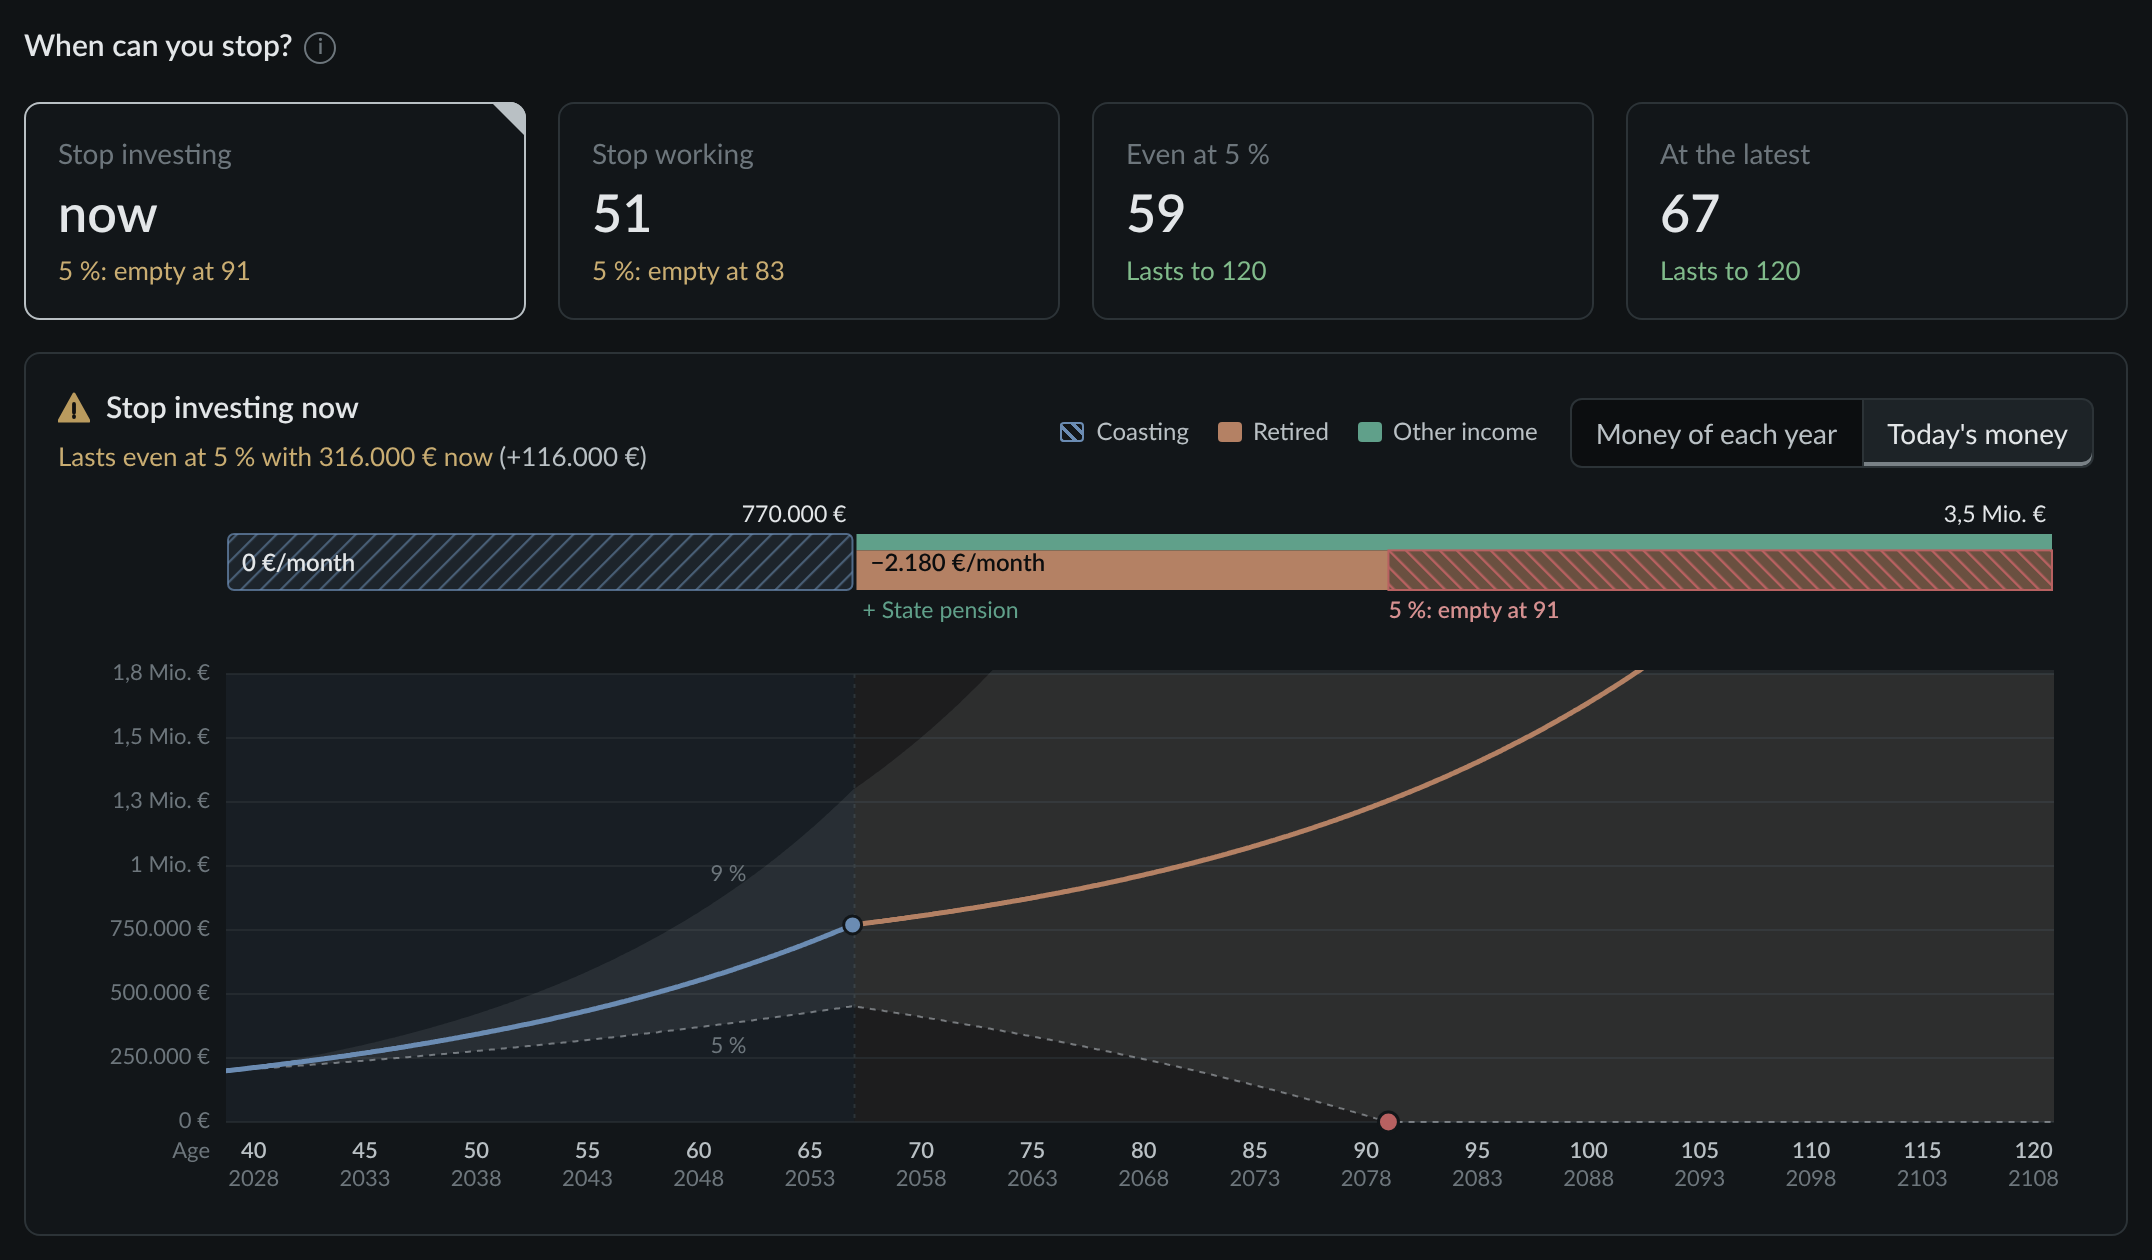 When can you stop? i
Stop investing
now
5 %: empty at 91
Stop working
51
5 %: empty at 83
Even at 5 %
59
Lasts to 120
At the latest
67
Lasts to 120
Stop investing now
Lasts even at 5 % with 316.000 € now (+116.000 €)
Coasting Retired Other income
Money of each year Today's money
770.000 € 3,5 Mio. €
0 €/month −2.180 €/month
+ State pension 5 %: empty at 91
1,8 Mio. €
1,5 Mio. €
1,3 Mio. €
1 Mio. €
750.000 €
500.000 €
250.000 €
0 €
9 %
5 %
Age 40 45 50 55 60 65 70 75 80 85 90 95 100 105 110 115 120
2028 2033 2038 2043 2048 2053 2058 2063 2068 2073 2078 2083 2088 2093 2098 2103 2108